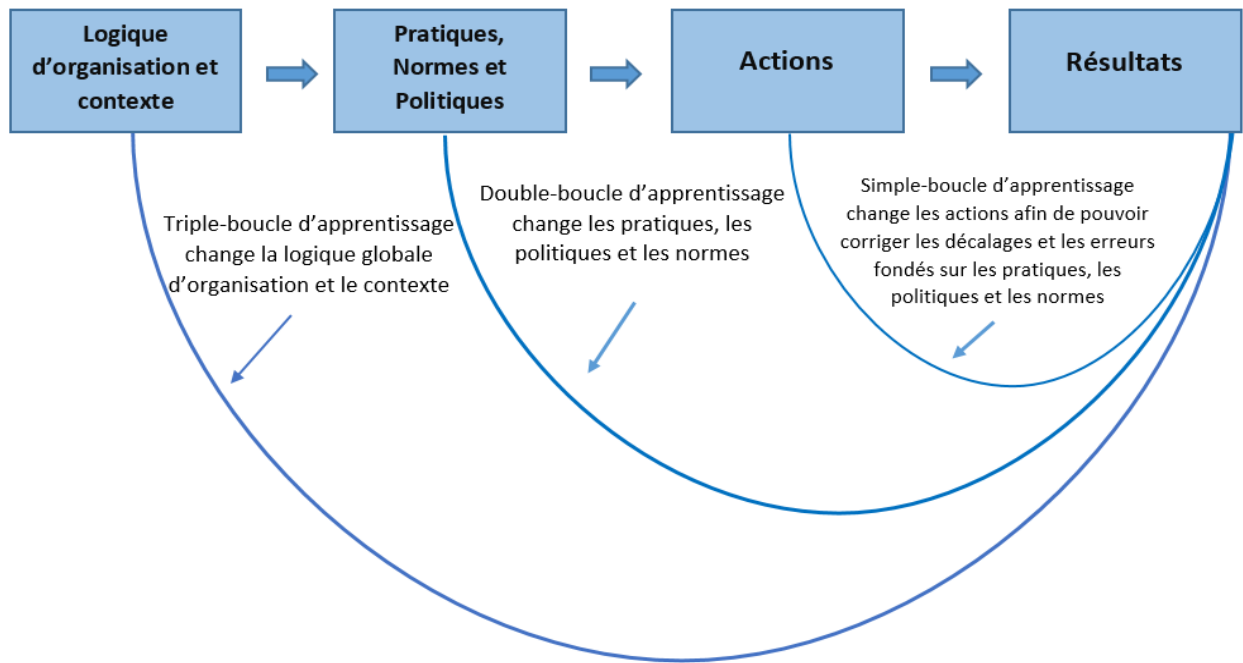 Logique
d’organisation et
contexte
Pratiques,
Normes et
Politiques
Actions
Résultats
Triple-boucle d’apprentissage
change la logique globale
d’organisation et le contexte
Double-boucle d’apprentissage
change les pratiques, les
politiques et les normes
Simple-boucle d’apprentissage
change les actions afin de pouvoir
corriger les décalages et les erreurs
fondés sur les pratiques, les
politiques et les normes